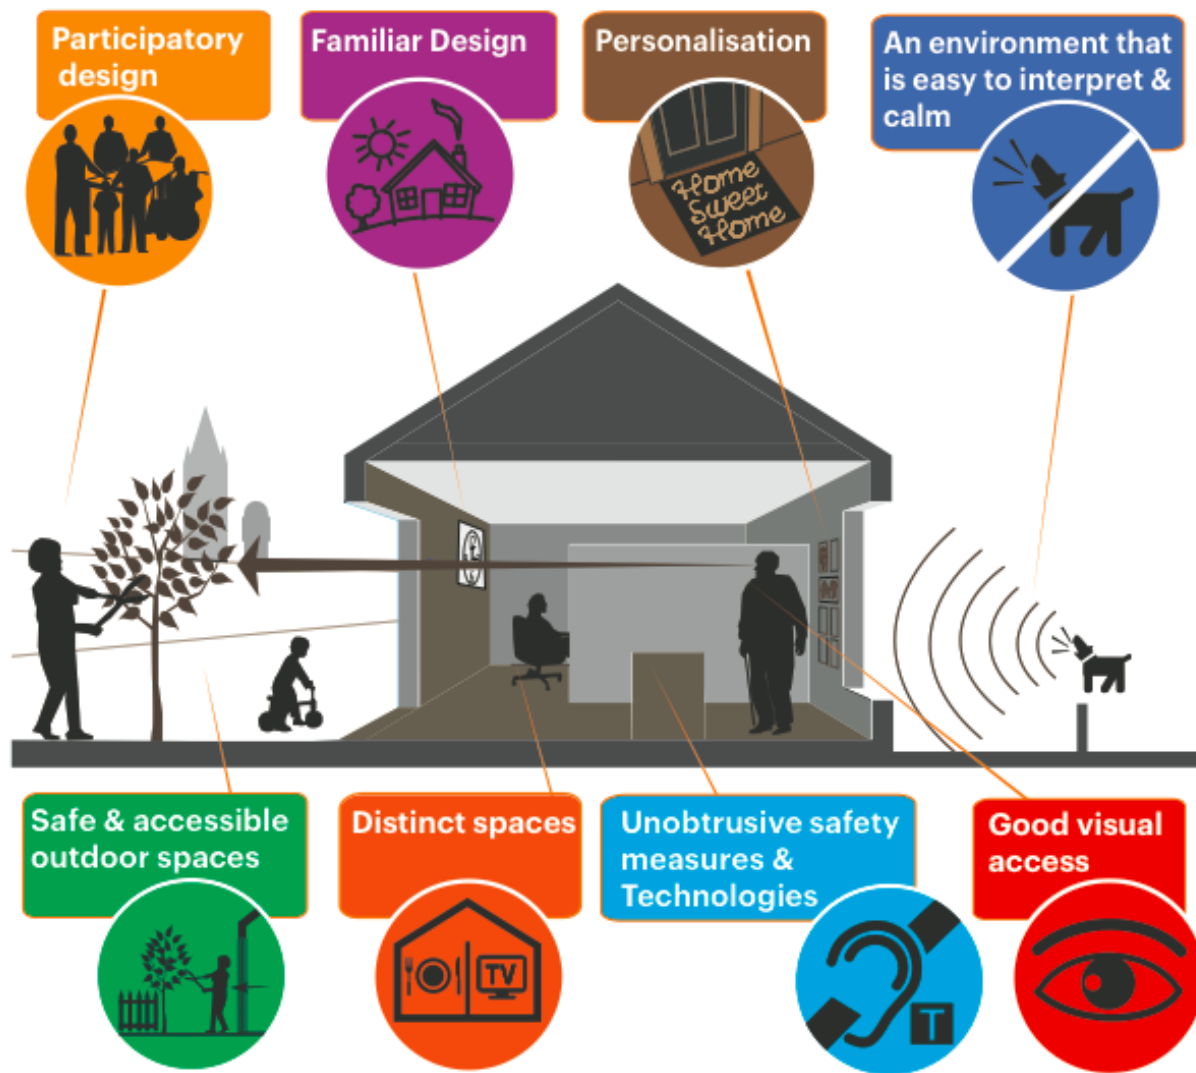 Participatory
design
Familiar Design
Personalisation
An environment that
is easy to interpret &
calm
Home
Sweet
Home
Safe & accessible
outdoor spaces
Distinct spaces
TV
Unobtrusive safety
measures &
Technologies
T
Good visual
access